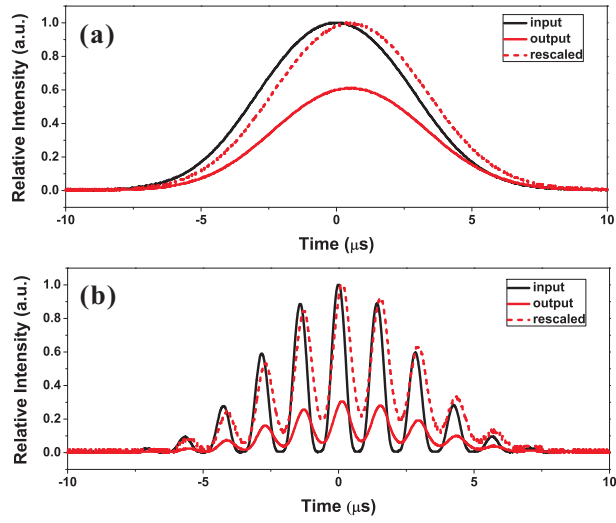 (a)
input
output
rescaled
Relative Intensity (a.u.)
1.0
0.8
0.6
0.4
0.2
0.0
-10 -5 0 5 10
Time (μs)
(b)
input
output
rescaled
Relative Intensity (a.u.)
1.0
0.8
0.6
0.4
0.2
0.0
-10 -5 0 5 10
Time (μs)